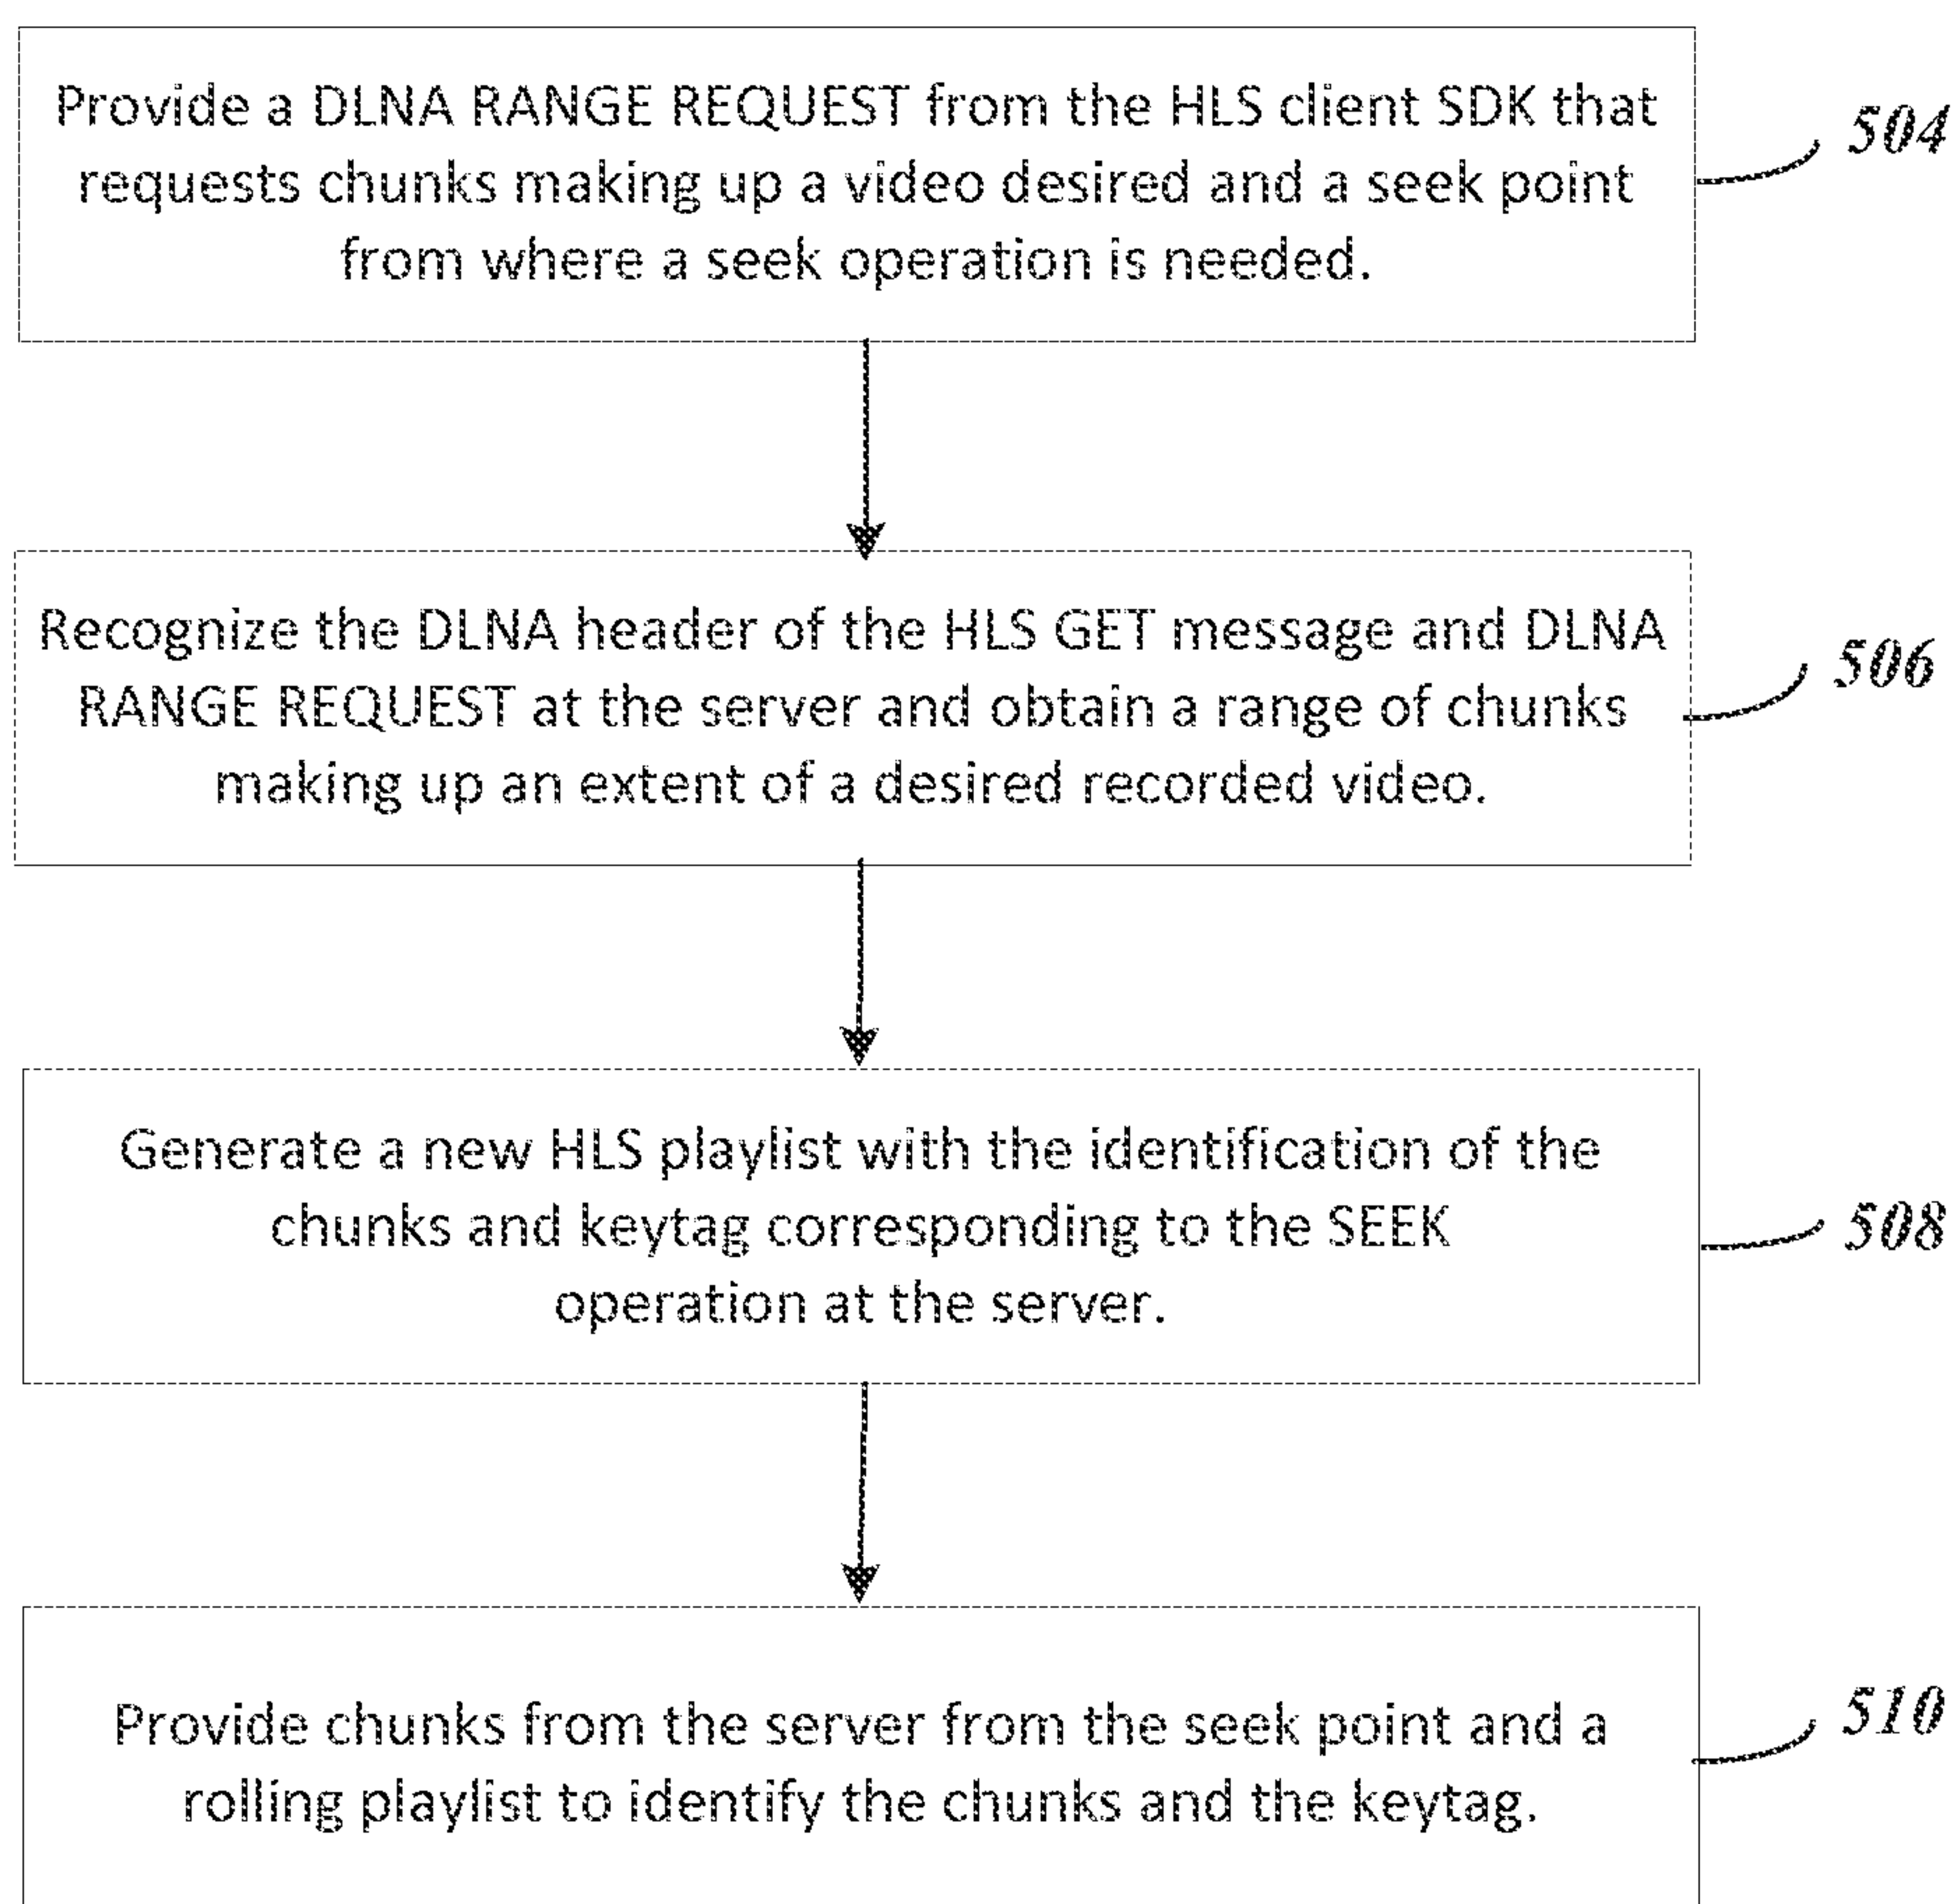 Provide a DLNA RANGE REQUEST from the HLS client SDK that
requests chunks making up a video desired and a seek point
from where a seek operation is needed.
504
Recognize the DLNA header of the HLS GET message and DLNA
RANGE REQUEST at the server and obtain a range of chunks
making up an extent of a desired recorded video.
506
Generate a new HLS playlist with the identification of the
chunks and keytag corresponding to the SEEK
operation at the server.
508
Provide chunks from the server from the seek point and a
rolling playlist to identify the chunks and the keytag.
510